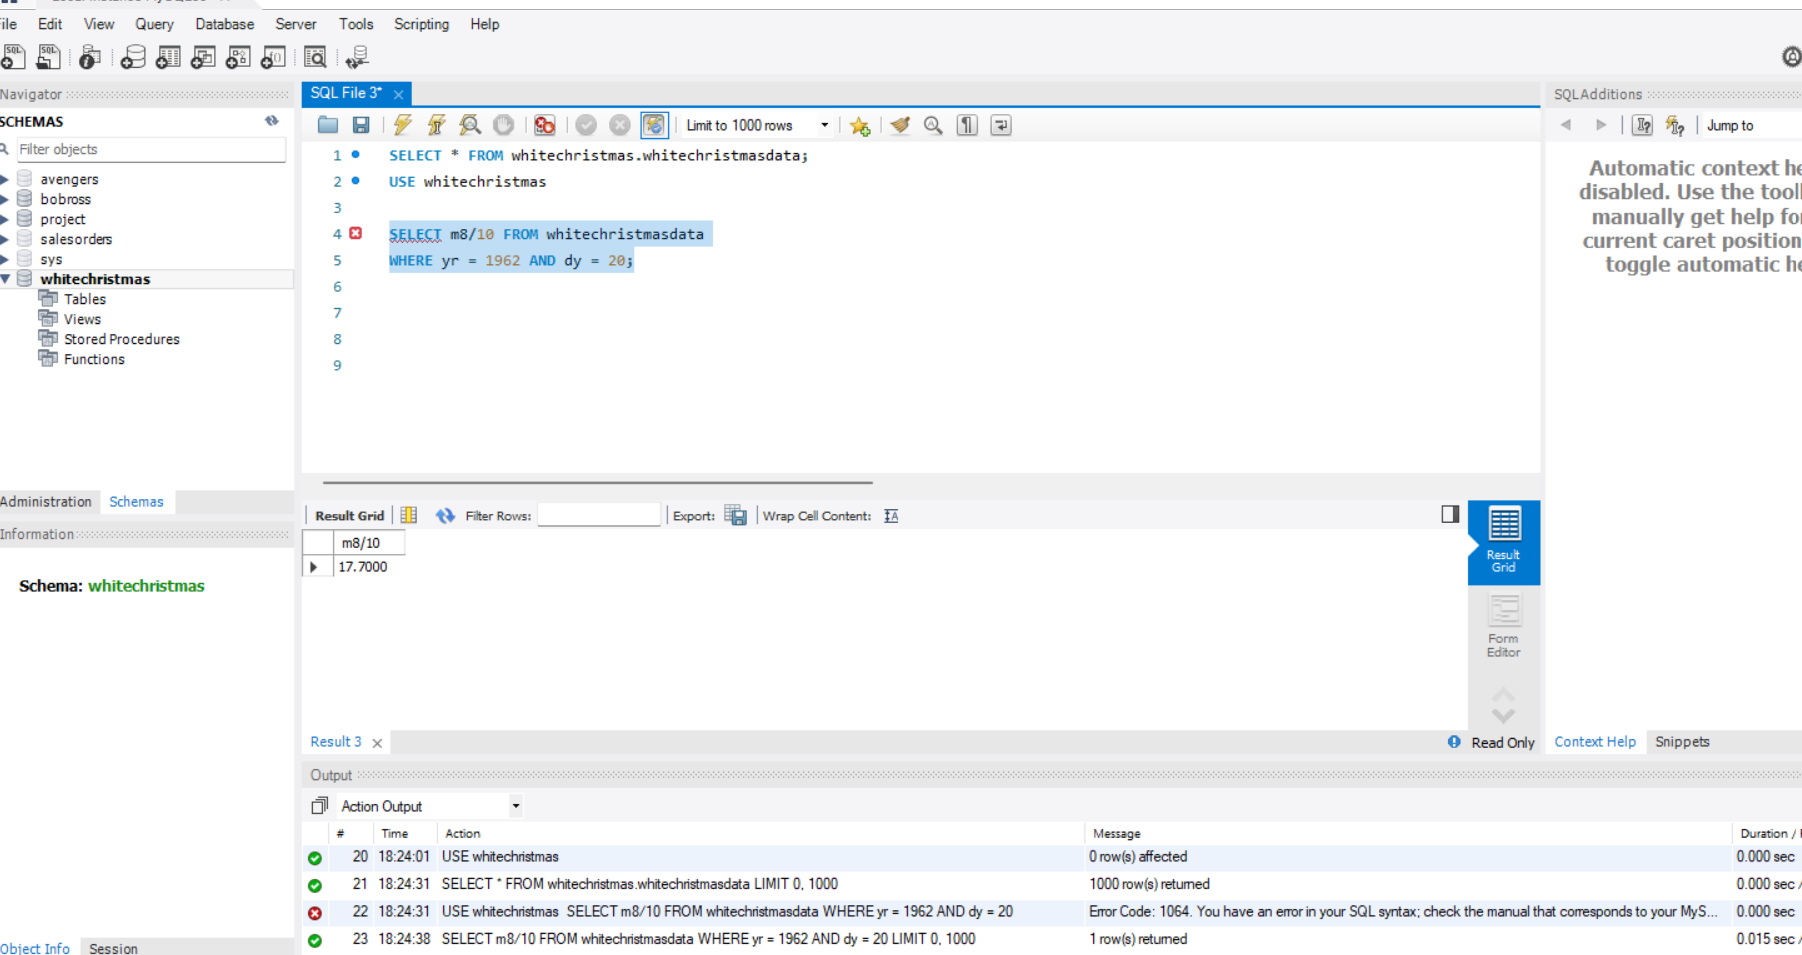 File Edit View Query Database Server Tools Scripting Help
Navigator
SCHEMAS
Filter objects
avengers
bobross
project
salesorders
sys
whitechristmas
Tables
Views
Stored Procedures
Functions
Administration Schemas
Information
Schema: whitechristmas
Object Info Session
SQL File 3*
Limit to 1000 rows
1 SELECT * FROM whitechristmas.whitechristmasdata;
2 USE whitechristmas
3
4 SELECT m8/10 FROM whitechristmasdata
5 WHERE yr = 1962 AND dy = 20;
6
7
8
9
Result Grid Filter Rows: Export: Wrap Cell Content:
m8/10
17.7000
Result Grid
Form Editor
Result 3
Read Only
SQLAdditions
Jump to
Automatic context he
disabled. Use the tool
manually get help for
current caret position
toggle automatic he
Context Help Snippets
Output
Action Output
# Time Action Message Duration /
20 18:24:01 USE whitechristmas 0 row(s) affected 0.000 sec
21 18:24:31 SELECT * FROM whitechristmas.whitechristmasdata LIMIT 0, 1000 1000 row(s) returned 0.000 sec /
22 18:24:31 USE whitechristmas SELECT m8/10 FROM whitechristmasdata WHERE yr = 1962 AND dy = 20 Error Code: 1064. You have an error in your SQL syntax; check the manual that corresponds to your MyS... 0.000 sec
23 18:24:38 SELECT m8/10 FROM whitechristmasdata WHERE yr = 1962 AND dy = 20 LIMIT 0, 1000 1 row(s) returned 0.015 sec /